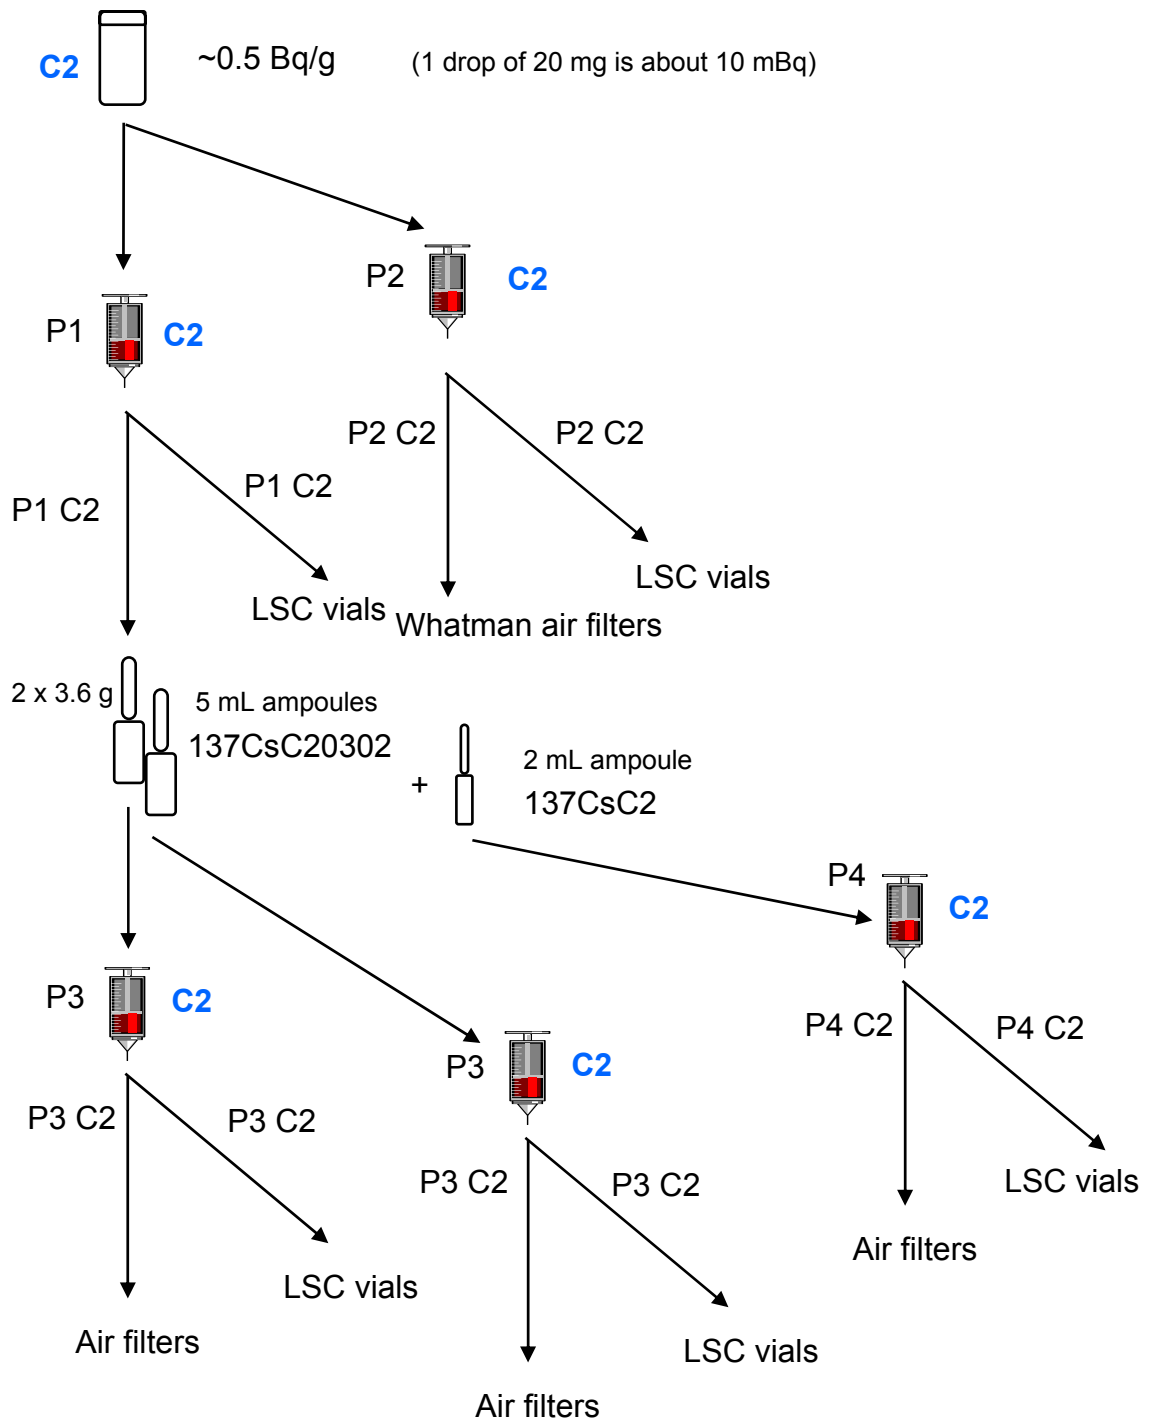 C2
~0.5 Bq/g
(1 drop of 20 mg is about 10 mBq)
P2
C2
P1
C2
P2 C2
P2 C2
P1 C2
P1 C2
LSC vials
LSC vials
Whatman air filters
2 x 3.6 g
5 mL ampoules
137CsC20302
+
2 mL ampoule
137CsC2
P4
C2
P3
C2
P4 C2
P4 C2
P3
C2
P3 C2
P3 C2
P3 C2
P3 C2
LSC vials
Air filters
LSC vials
Air filters
LSC vials
Air filters